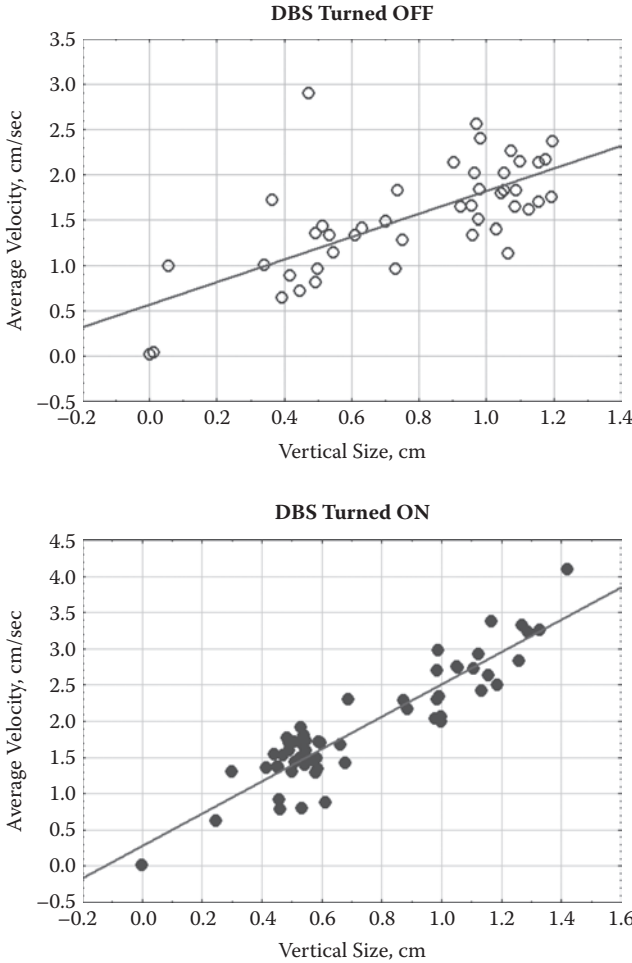 DBS Turned OFF
3.5
3.0
2.5
2.0
1.5
1.0
0.5
0.0
−0.5
Average Velocity, cm/sec
−0.2 0.0 0.2 0.4 0.6 0.8 1.0 1.2 1.4
Vertical Size, cm
DBS Turned ON
4.5
4.0
3.5
3.0
2.5
2.0
1.5
1.0
0.5
0.0
−0.5
Average Velocity, cm/sec
−0.2 0.0 0.2 0.4 0.6 0.8 1.0 1.2 1.4 1.6
Vertical Size, cm